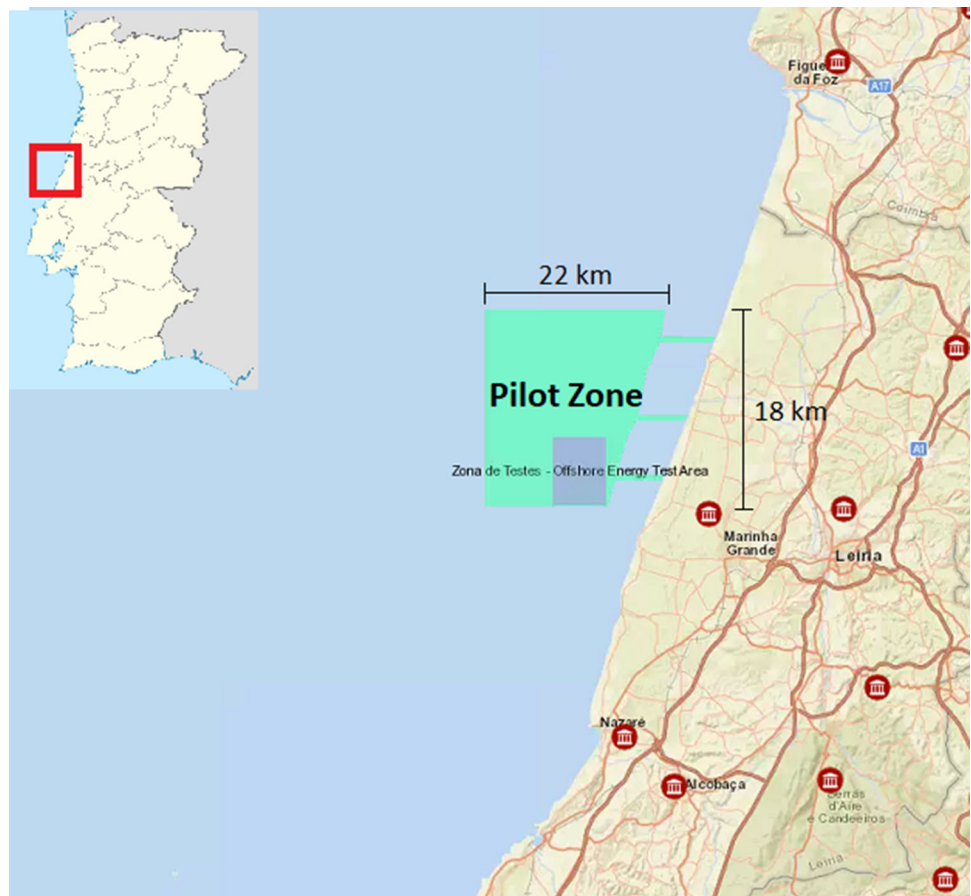 Figue
da Foz
A17
Coimbra
22 km
Pilot Zone
18 km
Zona de Testes - Offshore Energy Test Area
A1
Marinha
Grande
Leiria
Nazaré
Alcobaça
Serras
d'Aire
e Candeeiros
Leiria